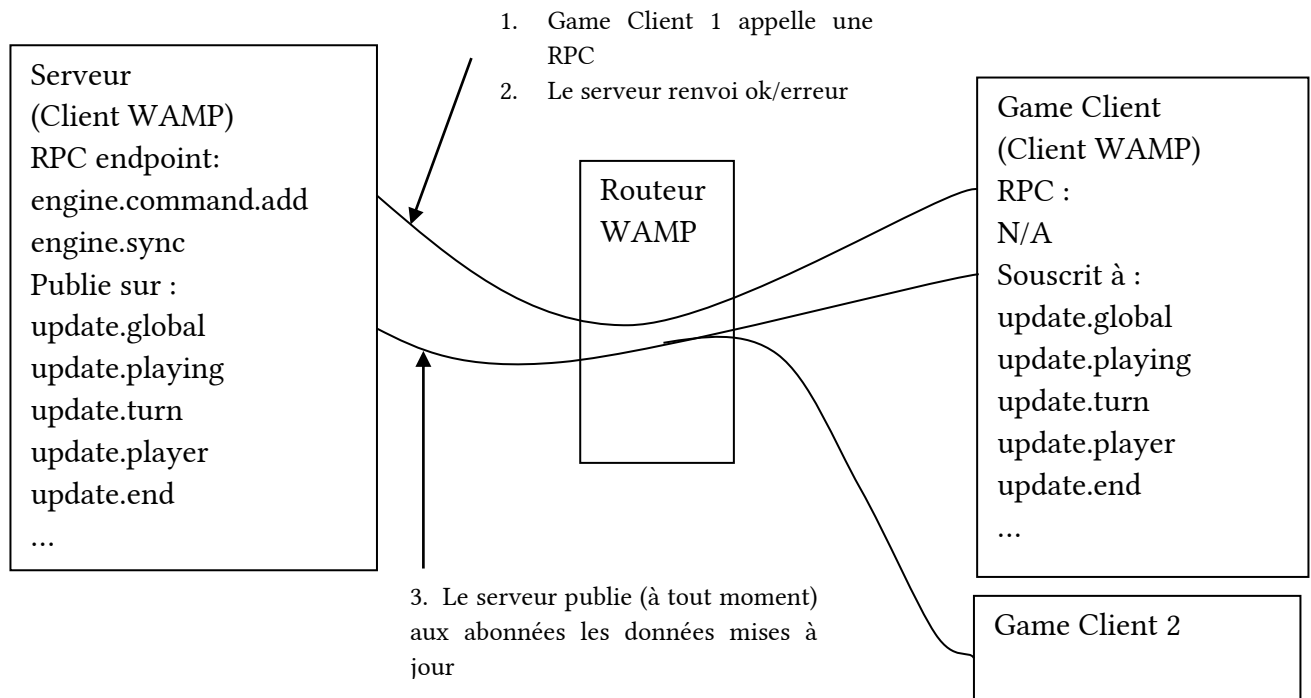 1. Game Client 1 appelle une
RPC
2. Le serveur renvoi ok/erreur
Serveur
(Client WAMP)
RPC endpoint:
engine.command.add
engine.sync
Publie sur :
update.global
update.playing
update.turn
update.player
update.end
…
Routeur
WAMP
Game Client
(Client WAMP)
RPC :
N/A
Souscrit à :
update.global
update.playing
update.turn
update.player
update.end
…
3. Le serveur publie (à tout moment)
aux abonnées les données mises à
jour
Game Client 2